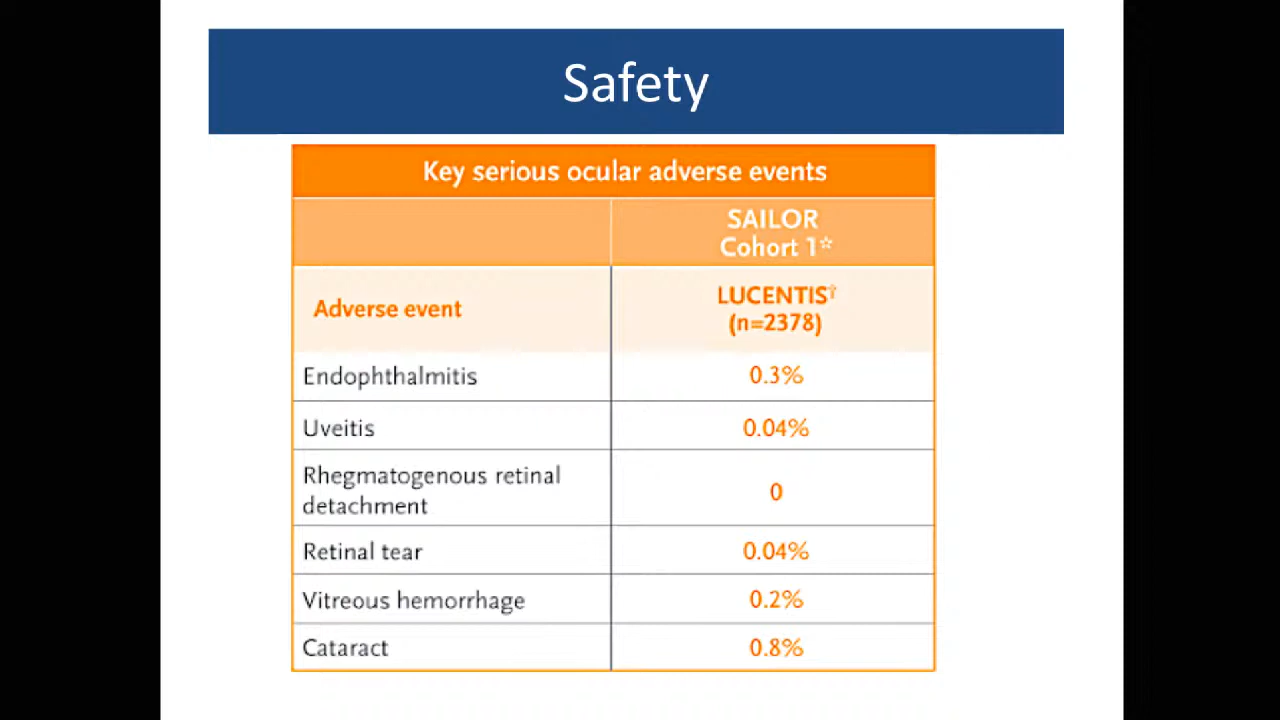 Safety
Key serious ocular adverse events
SAILOR
Cohort 1☆
Adverse event
LUCENTIS†
(n=2378)
Endophthalmitis
0.3%
Uveitis
0.04%
Rhegmatogenous retinal
detachment
0
Retinal tear
0.04%
Vitreous hemorrhage
0.2%
Cataract
0.8%